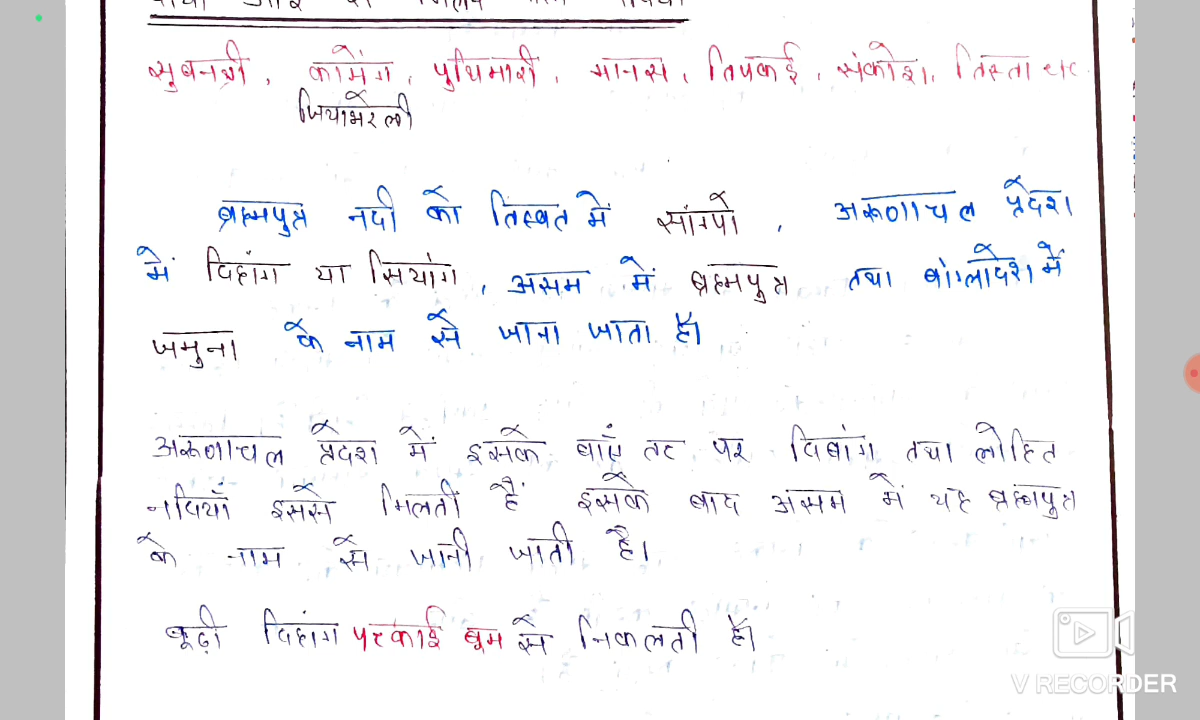 सुबनश्री, कामेंग, पुथिमारी, मानस, तिपकाई, संकोश, तिस्ता etc
जियाभरेली
ब्रह्मपुत्र नदी को तिब्बत में सांग्पो, अरूणाचल प्रदेश
में दिहांग या सियांग, असम में ब्रह्मपुत्र तथा बांग्लादेश में
जमुना के नाम से जाना जाता है।
अरूणाचल प्रदेश में इसके बाएँ तट पर दिबांग तथा लोहित
नदियाँ इससे मिलती हैं इसके बाद असम में यह ब्रह्मपुत्र
के नाम से जानी जाती है।
बूढ़ी दिहांग पटकाई बूम से निकलती है।
V RECORDER